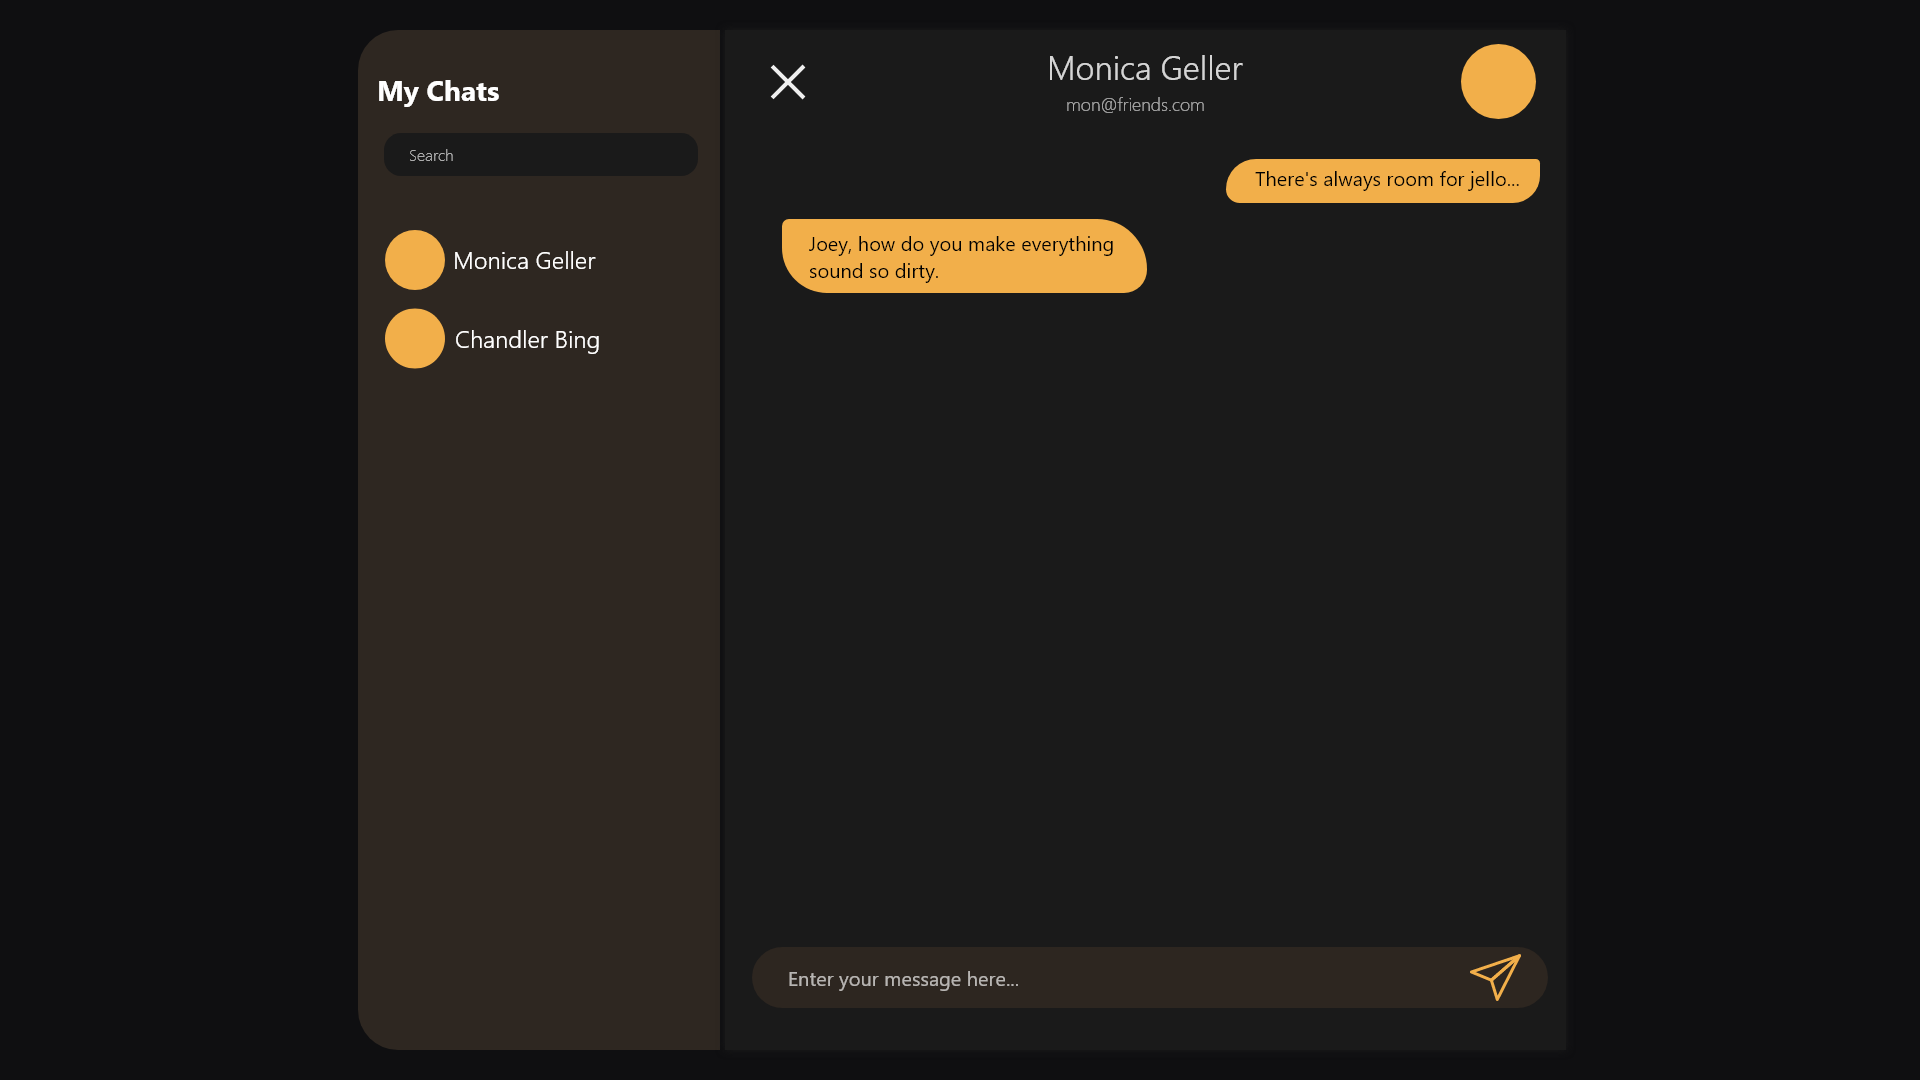 My Chats
Search
Monica Geller
Chandler Bing
Monica Geller
mon@friends.com
There's always room for jello...
Joey, how do you make everything
sound so dirty.
Enter your message here...